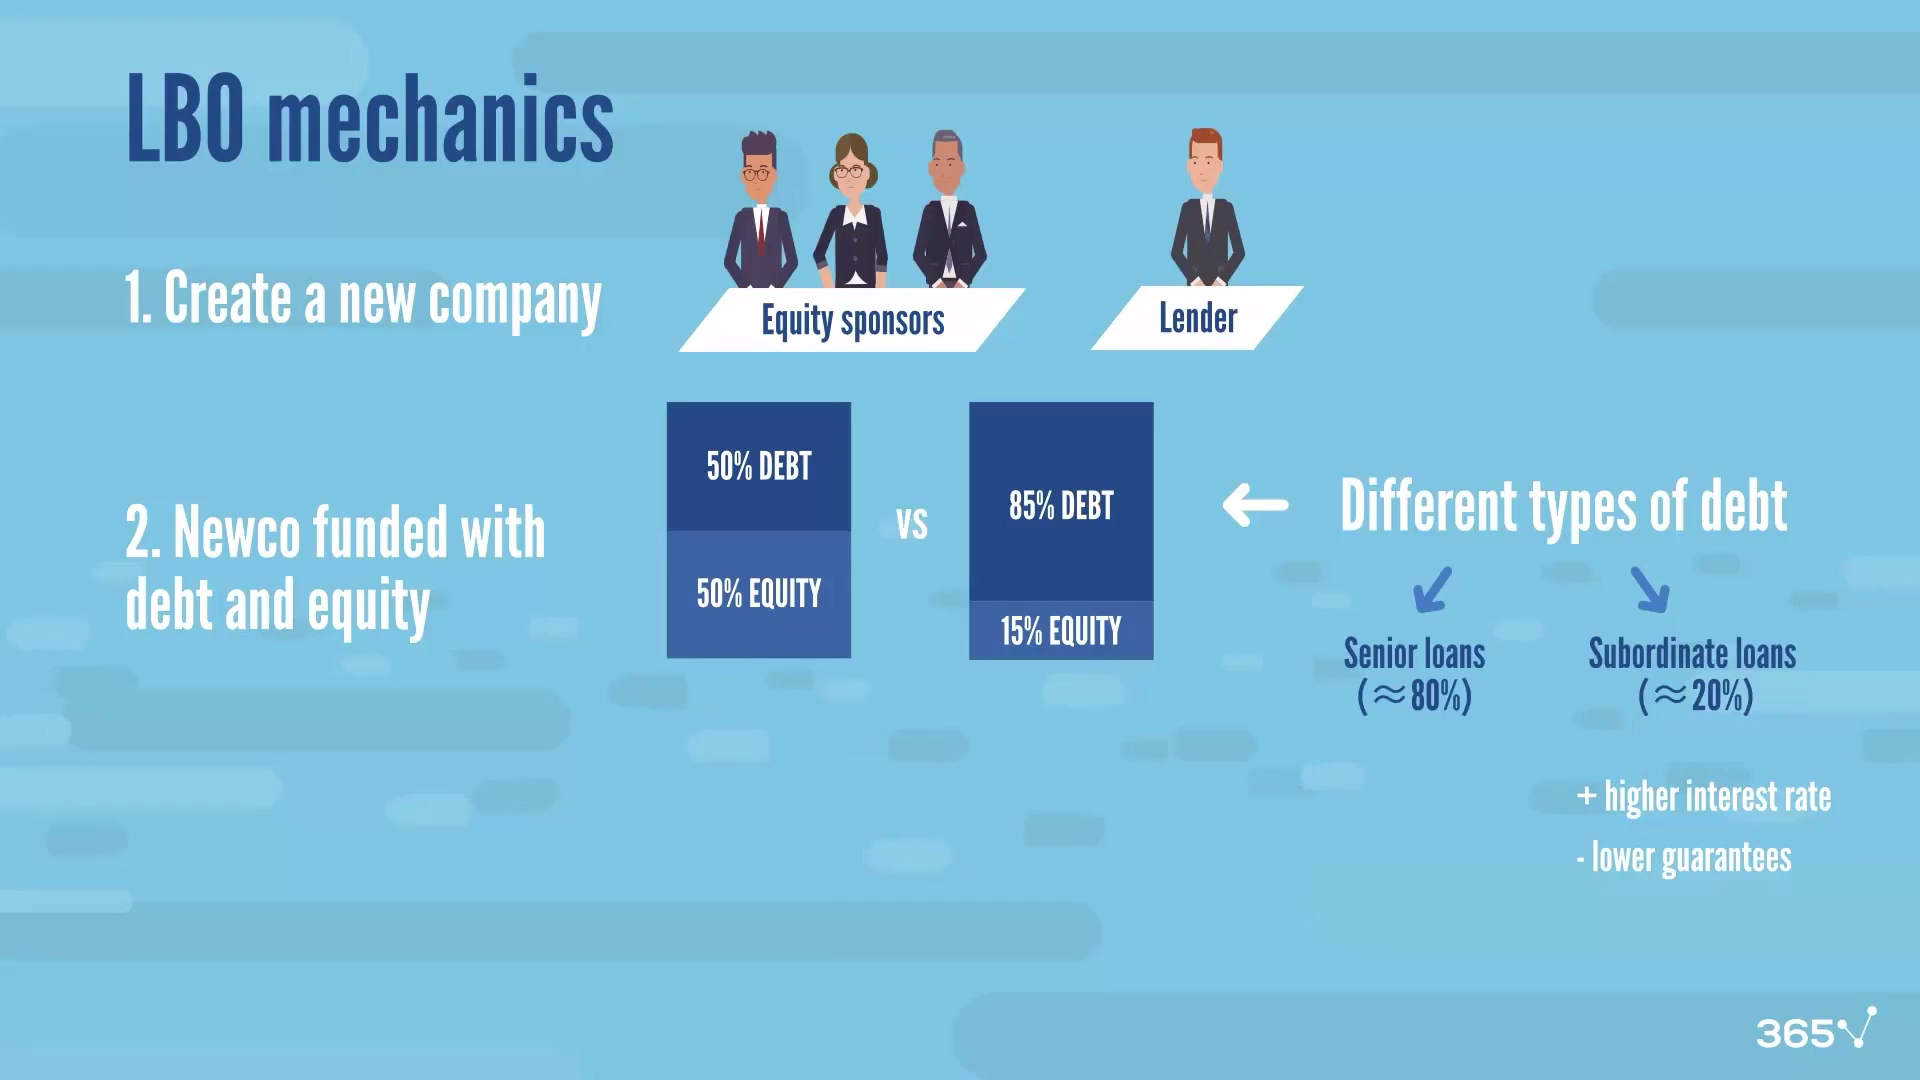 LBO mechanics
1. Create a new company
Equity sponsors
Lender
2. Newco funded with
debt and equity
50% DEBT
50% EQUITY
VS
85% DEBT
15% EQUITY
Different types of debt
Senior loans
(≈80%)
Subordinate loans
(≈20%)
+ higher interest rate
- lower guarantees
365